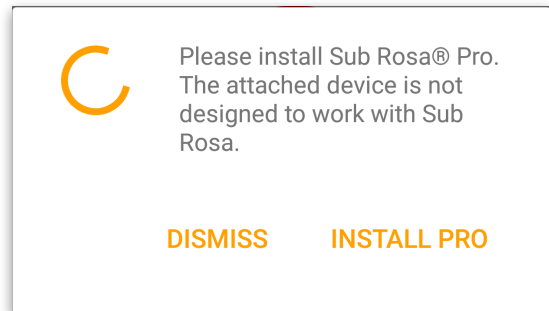 Please install Sub Rosa® Pro.
The attached device is not
designed to work with Sub
Rosa.
DISMISS INSTALL PRO